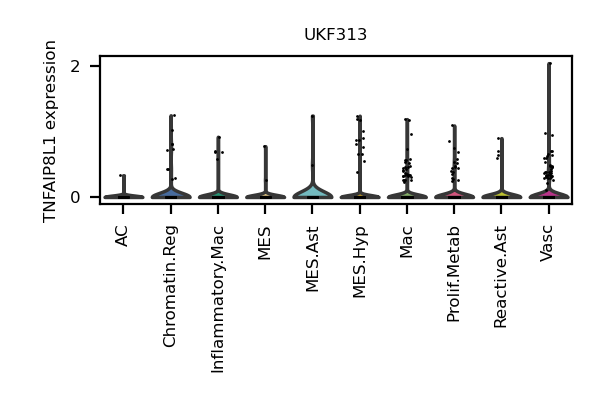 UKF313
TNFAIP8L1 expression
2
0
AC
Chromatin.Reg
Inflammatory.Mac
MES
MES.Ast
MES.Hyp
Mac
Prolif.Metab
Reactive.Ast
Vasc